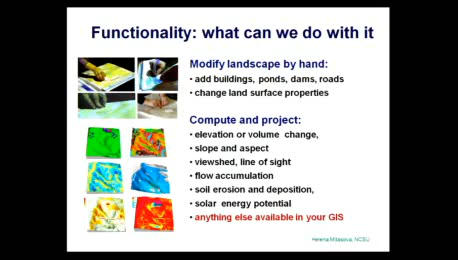 Functionality: what can we do with it
Modify landscape by hand:
• add buildings, ponds, dams, roads
• change land surface properties
Compute and project:
• elevation or volume change,
• slope and aspect
• viewshed, line of sight
• flow accumulation
• soil erosion and deposition,
• solar energy potential
• anything else available in your GIS
Helena Mitasova, NCSU